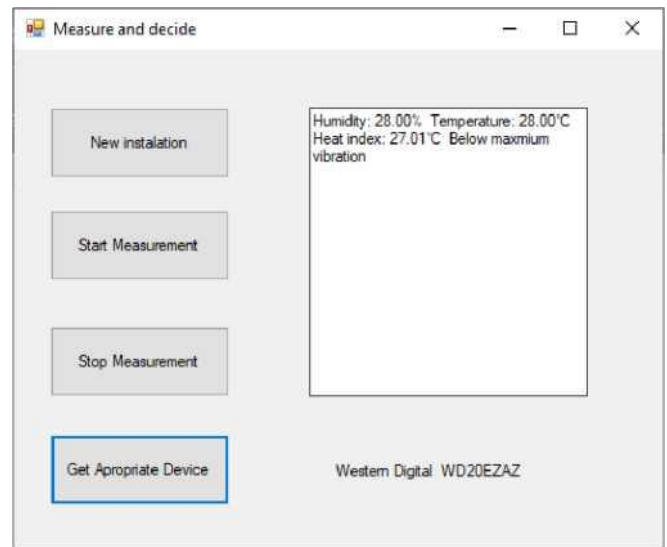 Measure and decide
New instalation
Humidity: 28.00% Temperature: 28.00°C
Heat index: 27.01°C Below maxmium
vibration
Start Measurement
Stop Measurement
Get Apropriate Device
Western Digital WD20EZAZ